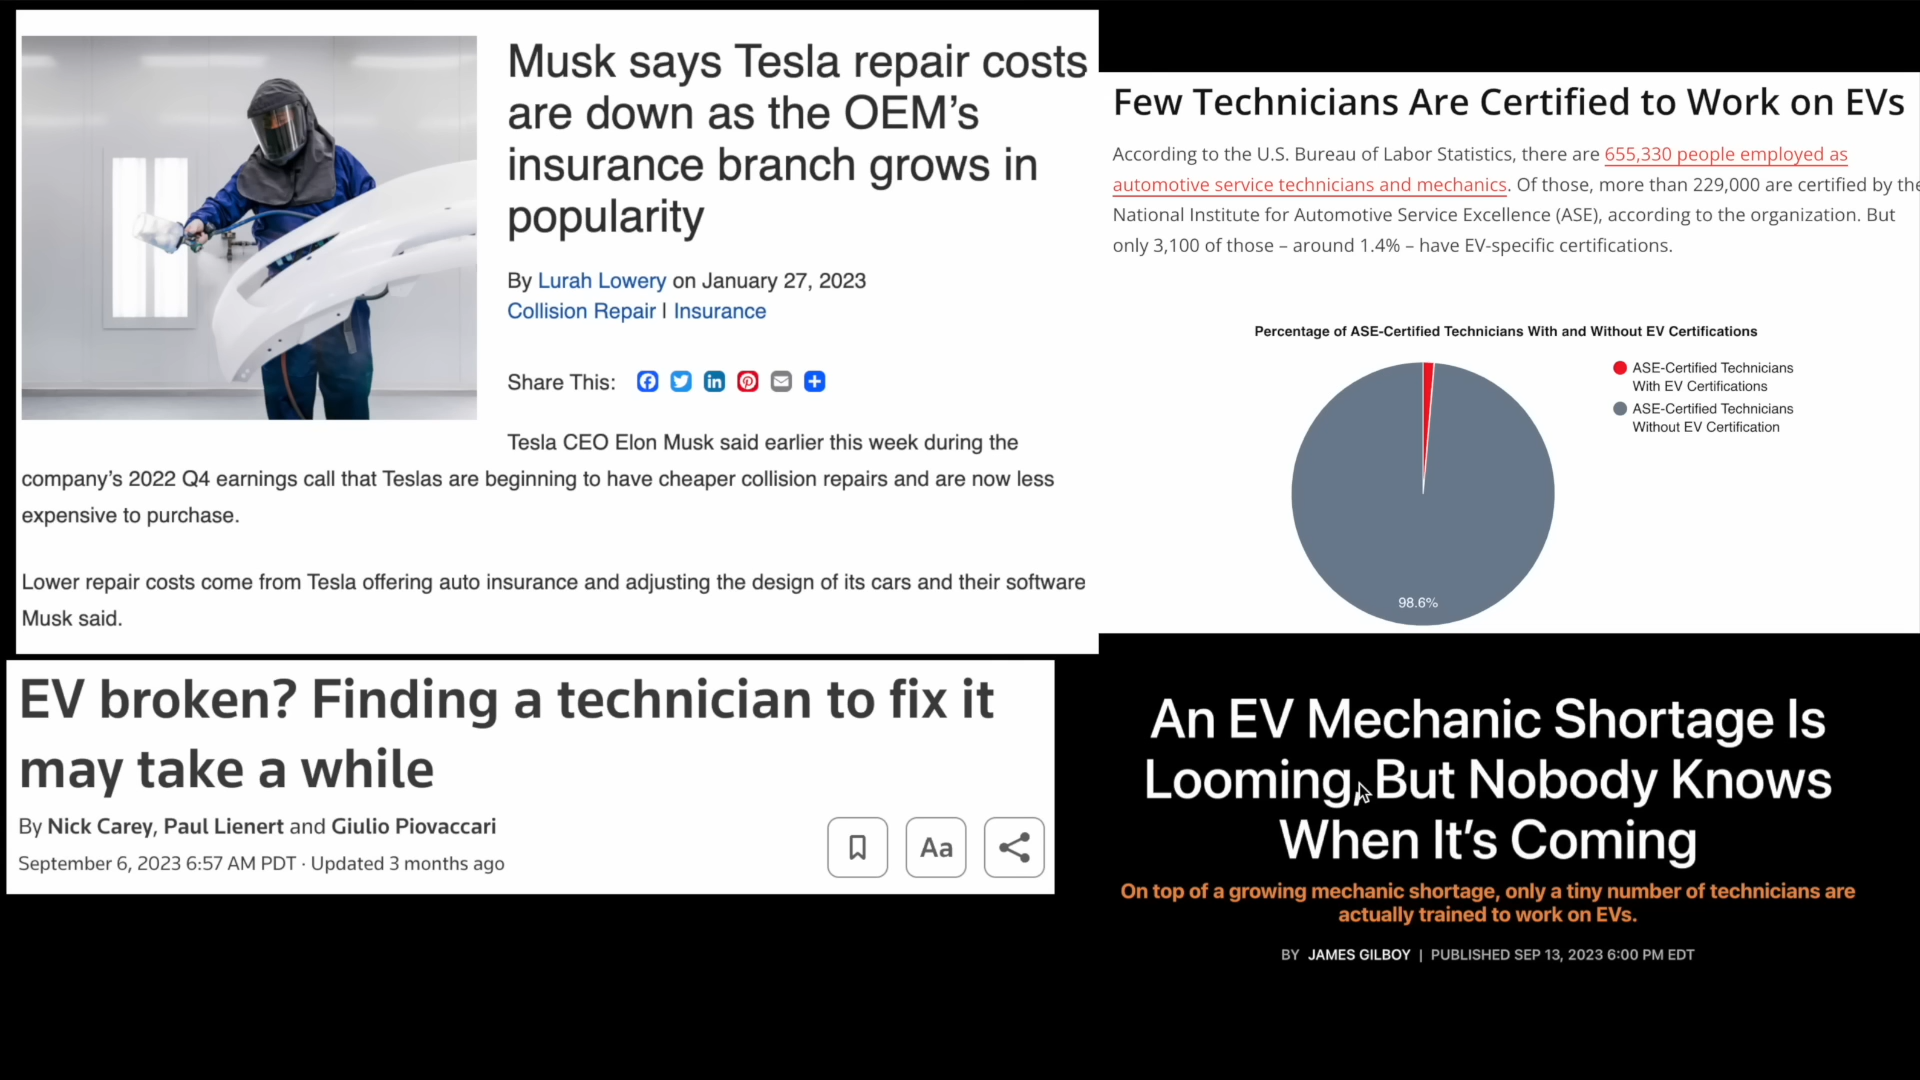 Musk says Tesla repair costs
are down as the OEM’s
insurance branch grows in
popularity
By Lurah Lowery on January 27, 2023
Collision Repair | Insurance
Share This:
Tesla CEO Elon Musk said earlier this week during the
company’s 2022 Q4 earnings call that Teslas are beginning to have cheaper collision repairs and are now less
expensive to purchase.
Lower repair costs come from Tesla offering auto insurance and adjusting the design of its cars and their software
Musk said.
Few Technicians Are Certified to Work on EVs
According to the U.S. Bureau of Labor Statistics, there are 655,330 people employed as
automotive service technicians and mechanics. Of those, more than 229,000 are certified by the
National Institute for Automotive Service Excellence (ASE), according to the organization. But
only 3,100 of those – around 1.4% – have EV-specific certifications.
Percentage of ASE-Certified Technicians With and Without EV Certifications
ASE-Certified Technicians
With EV Certifications
ASE-Certified Technicians
Without EV Certification
98.6%
EV broken? Finding a technician to fix it
may take a while
By Nick Carey, Paul Lienert and Giulio Piovaccari
September 6, 2023 6:57 AM PDT · Updated 3 months ago
Aa
An EV Mechanic Shortage Is
Looming, But Nobody Knows
When It’s Coming
On top of a growing mechanic shortage, only a tiny number of technicians are
actually trained to work on EVs.
BY JAMES GILBOY | PUBLISHED SEP 13, 2023 6:00 PM EDT